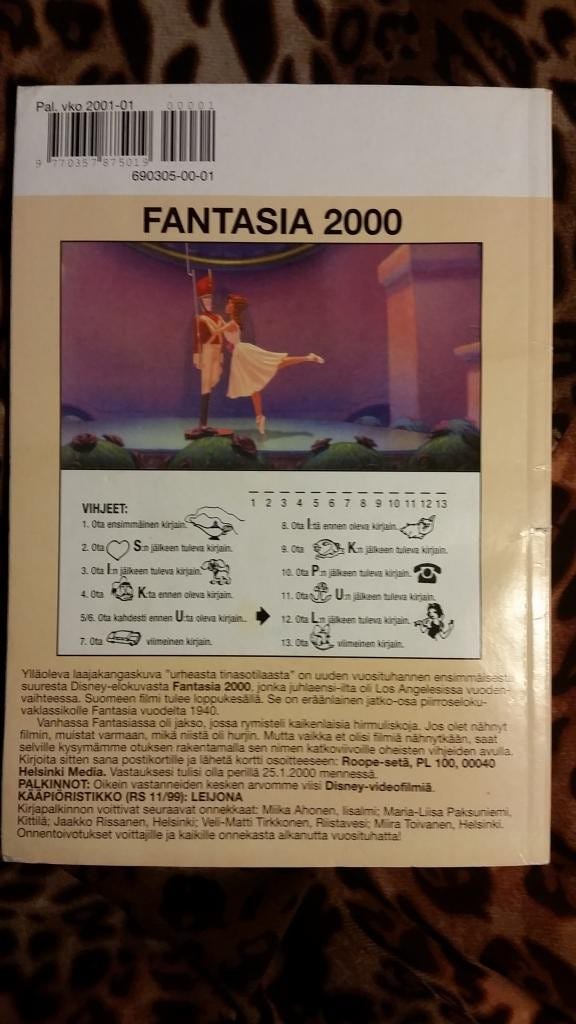 Pal. vko 2001-01
00001
9 770357 875019
690305-00-01
FANTASIA 2000
1 2 3 4 5 6 7 8 9 10 11 12 13
VIHJEET:
1. Ota ensimmäinen kirjain.
2. Ota S:n jälkeen tuleva kirjain.
3. Ota I:n jälkeen tuleva kirjain.
4. Ota K:ta ennen oleva kirjain.
5/6. Ota kahdesti ennen U:ta oleva kirjain..
7. Ota viimeinen kirjain.
8. Ota I:tä ennen oleva kirjain.
9. Ota K:n jälkeen tuleva kirjain.
10. Ota P:n jälkeen tuleva kirjain.
11. Ota U:n jälkeen tuleva kirjain.
12. Ota L:n jälkeen tuleva kirjain.
13. Ota viimeinen kirjain.
Ylläoleva laajakangaskuva "urheasta tinasotilaasta" on uuden vuosituhannen ensimmäisestä
suuresta Disney-elokuvasta Fantasia 2000, jonka juhlaensi-ilta oli Los Angelesissa vuoden-
vaihteessa. Suomeen filmi tulee loppukesällä. Se on eräänlainen jatko-osa piirroseloku-
vaklassikolle Fantasia vuodelta 1940.
Vanhassa Fantasiassa oli jakso, jossa rymisteli kaikenlaisia hirmuliskoja. Jos olet nähnyt
filmin, muistat varmaan, mikä niistä oli hurjin. Mutta vaikka et olisi filmiä nähnytkään, saat
selville kysymämme otuksen rakentamalla sen nimen katkoviivoille oheisten vihjeiden avulla.
Kirjoita sitten sana postikortille ja lähetä kortti osoitteeseen: Roope-setä, PL 100, 00040
Helsinki Media. Vastauksesi tulisi olla perillä 25.1.2000 mennessä.
PALKINNOT: Oikein vastanneiden kesken arvomme viisi Disney-videofilmiä.
KÄÄPIÖRISTIKKO (RS 11/99): LEIJONA
Kirjapalkinnon voittivat seuraavat onnekkaat: Miika Ahonen, Iisalmi; Maria-Liisa Paksuniemi,
Kittilä; Jaakko Rissanen, Helsinki; Veli-Matti Tirkkonen, Riistavesi; Miira Toivanen, Helsinki.
Onnentoivotukset voittajille ja kaikille onnekasta alkanutta vuosituhatta!